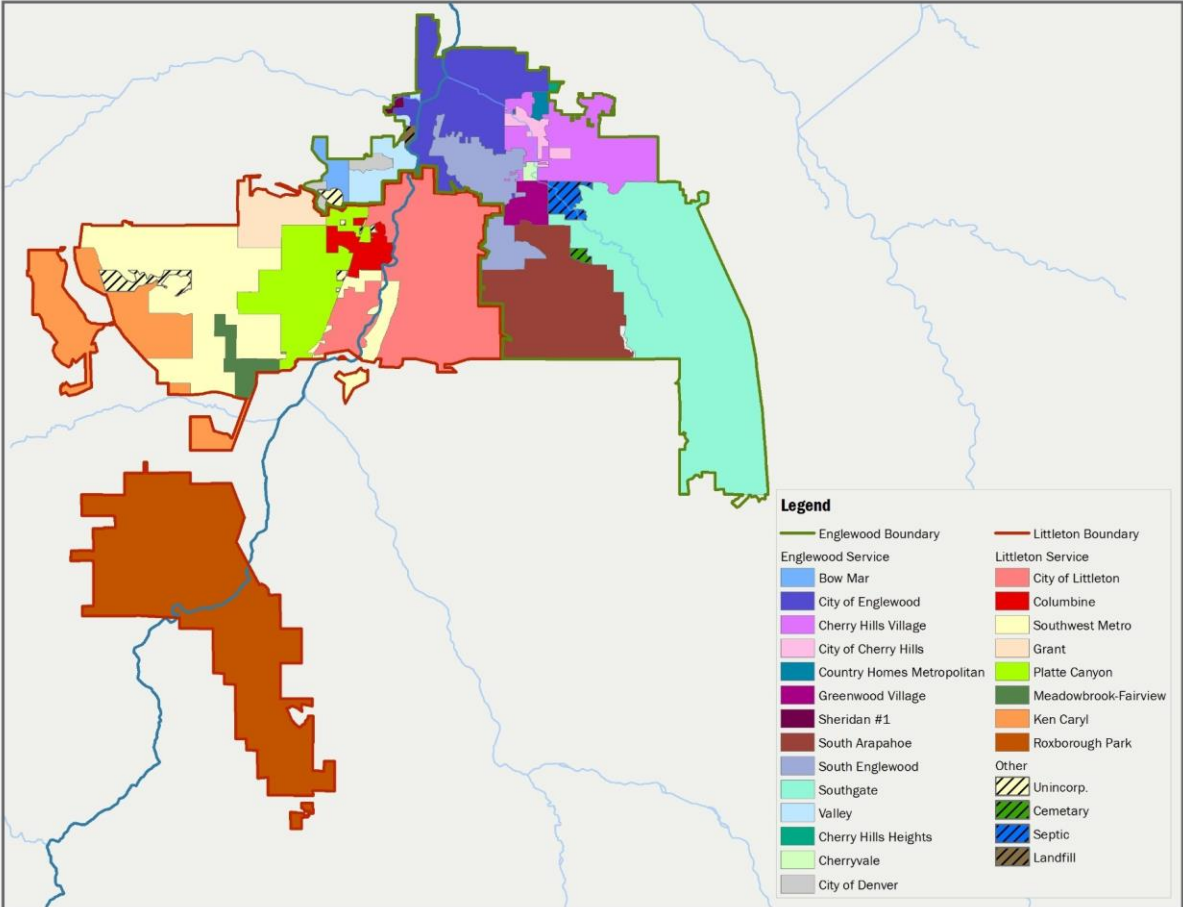 Legend
Englewood Boundary
Englewood Service
Bow Mar
City of Englewood
Cherry Hills Village
City of Cherry Hills
Country Homes Metropolitan
Greenwood Village
Sheridan #1
South Arapahoe
South Englewood
Southgate
Valley
Cherry Hills Heights
Cherryvale
City of Denver
Littleton Boundary
Littleton Service
City of Littleton
Columbine
Southwest Metro
Grant
Platte Canyon
Meadowbrook-Fairview
Ken Caryl
Roxborough Park
Other
Unincorp.
Cemetary
Septic
Landfill